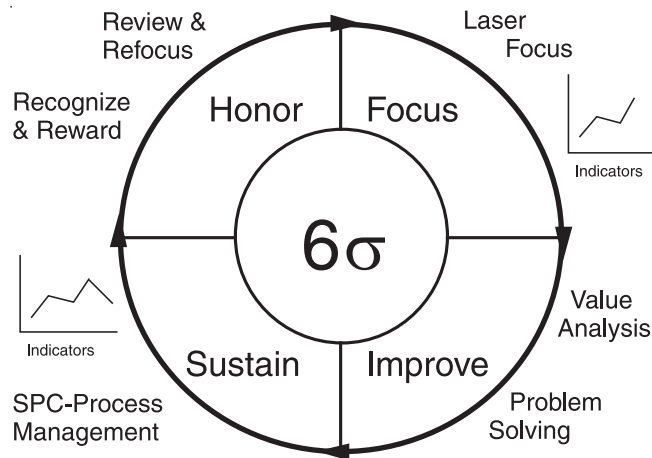 Review &
Refocus
Laser
Focus
Recognize
& Reward
Honor
Focus
Indicators
6σ
Indicators
Value
Analysis
Sustain
Improve
SPC-Process
Management
Problem
Solving